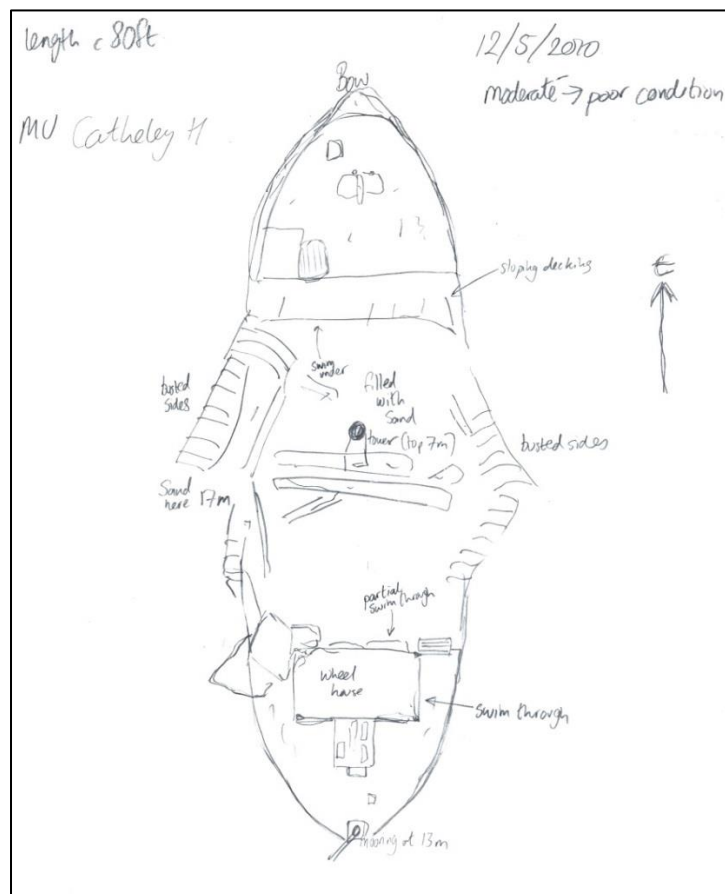 length c 80ft
12/5/2010
moderate → poor condition
MV Catheley H
Bow
sloping decking
E
swim
under
busted
sides
filled
with
Sand
tower (top 7m)
busted sides
Sand
here 17m
partial
swim through
wheel
house
swim through
mooring at 13m